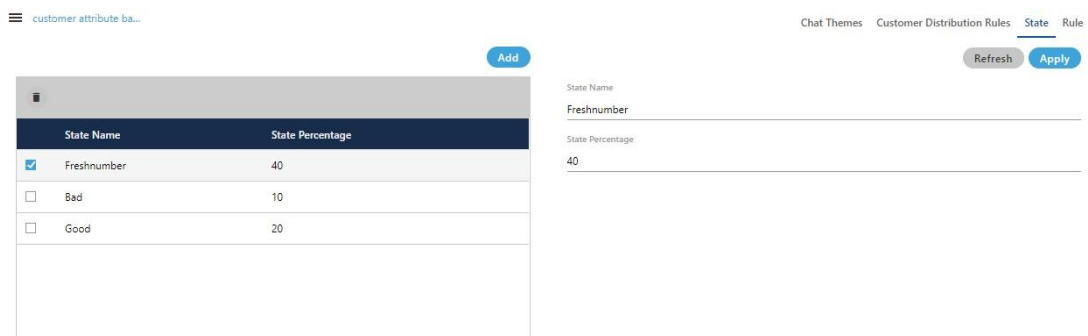 customer attribute ba...
Chat Themes Customer Distribution Rules State Rule
Add
Refresh Apply
State Name State Percentage
Freshnumber 40
Bad 10
Good 20
State Name
Freshnumber
State Percentage
40